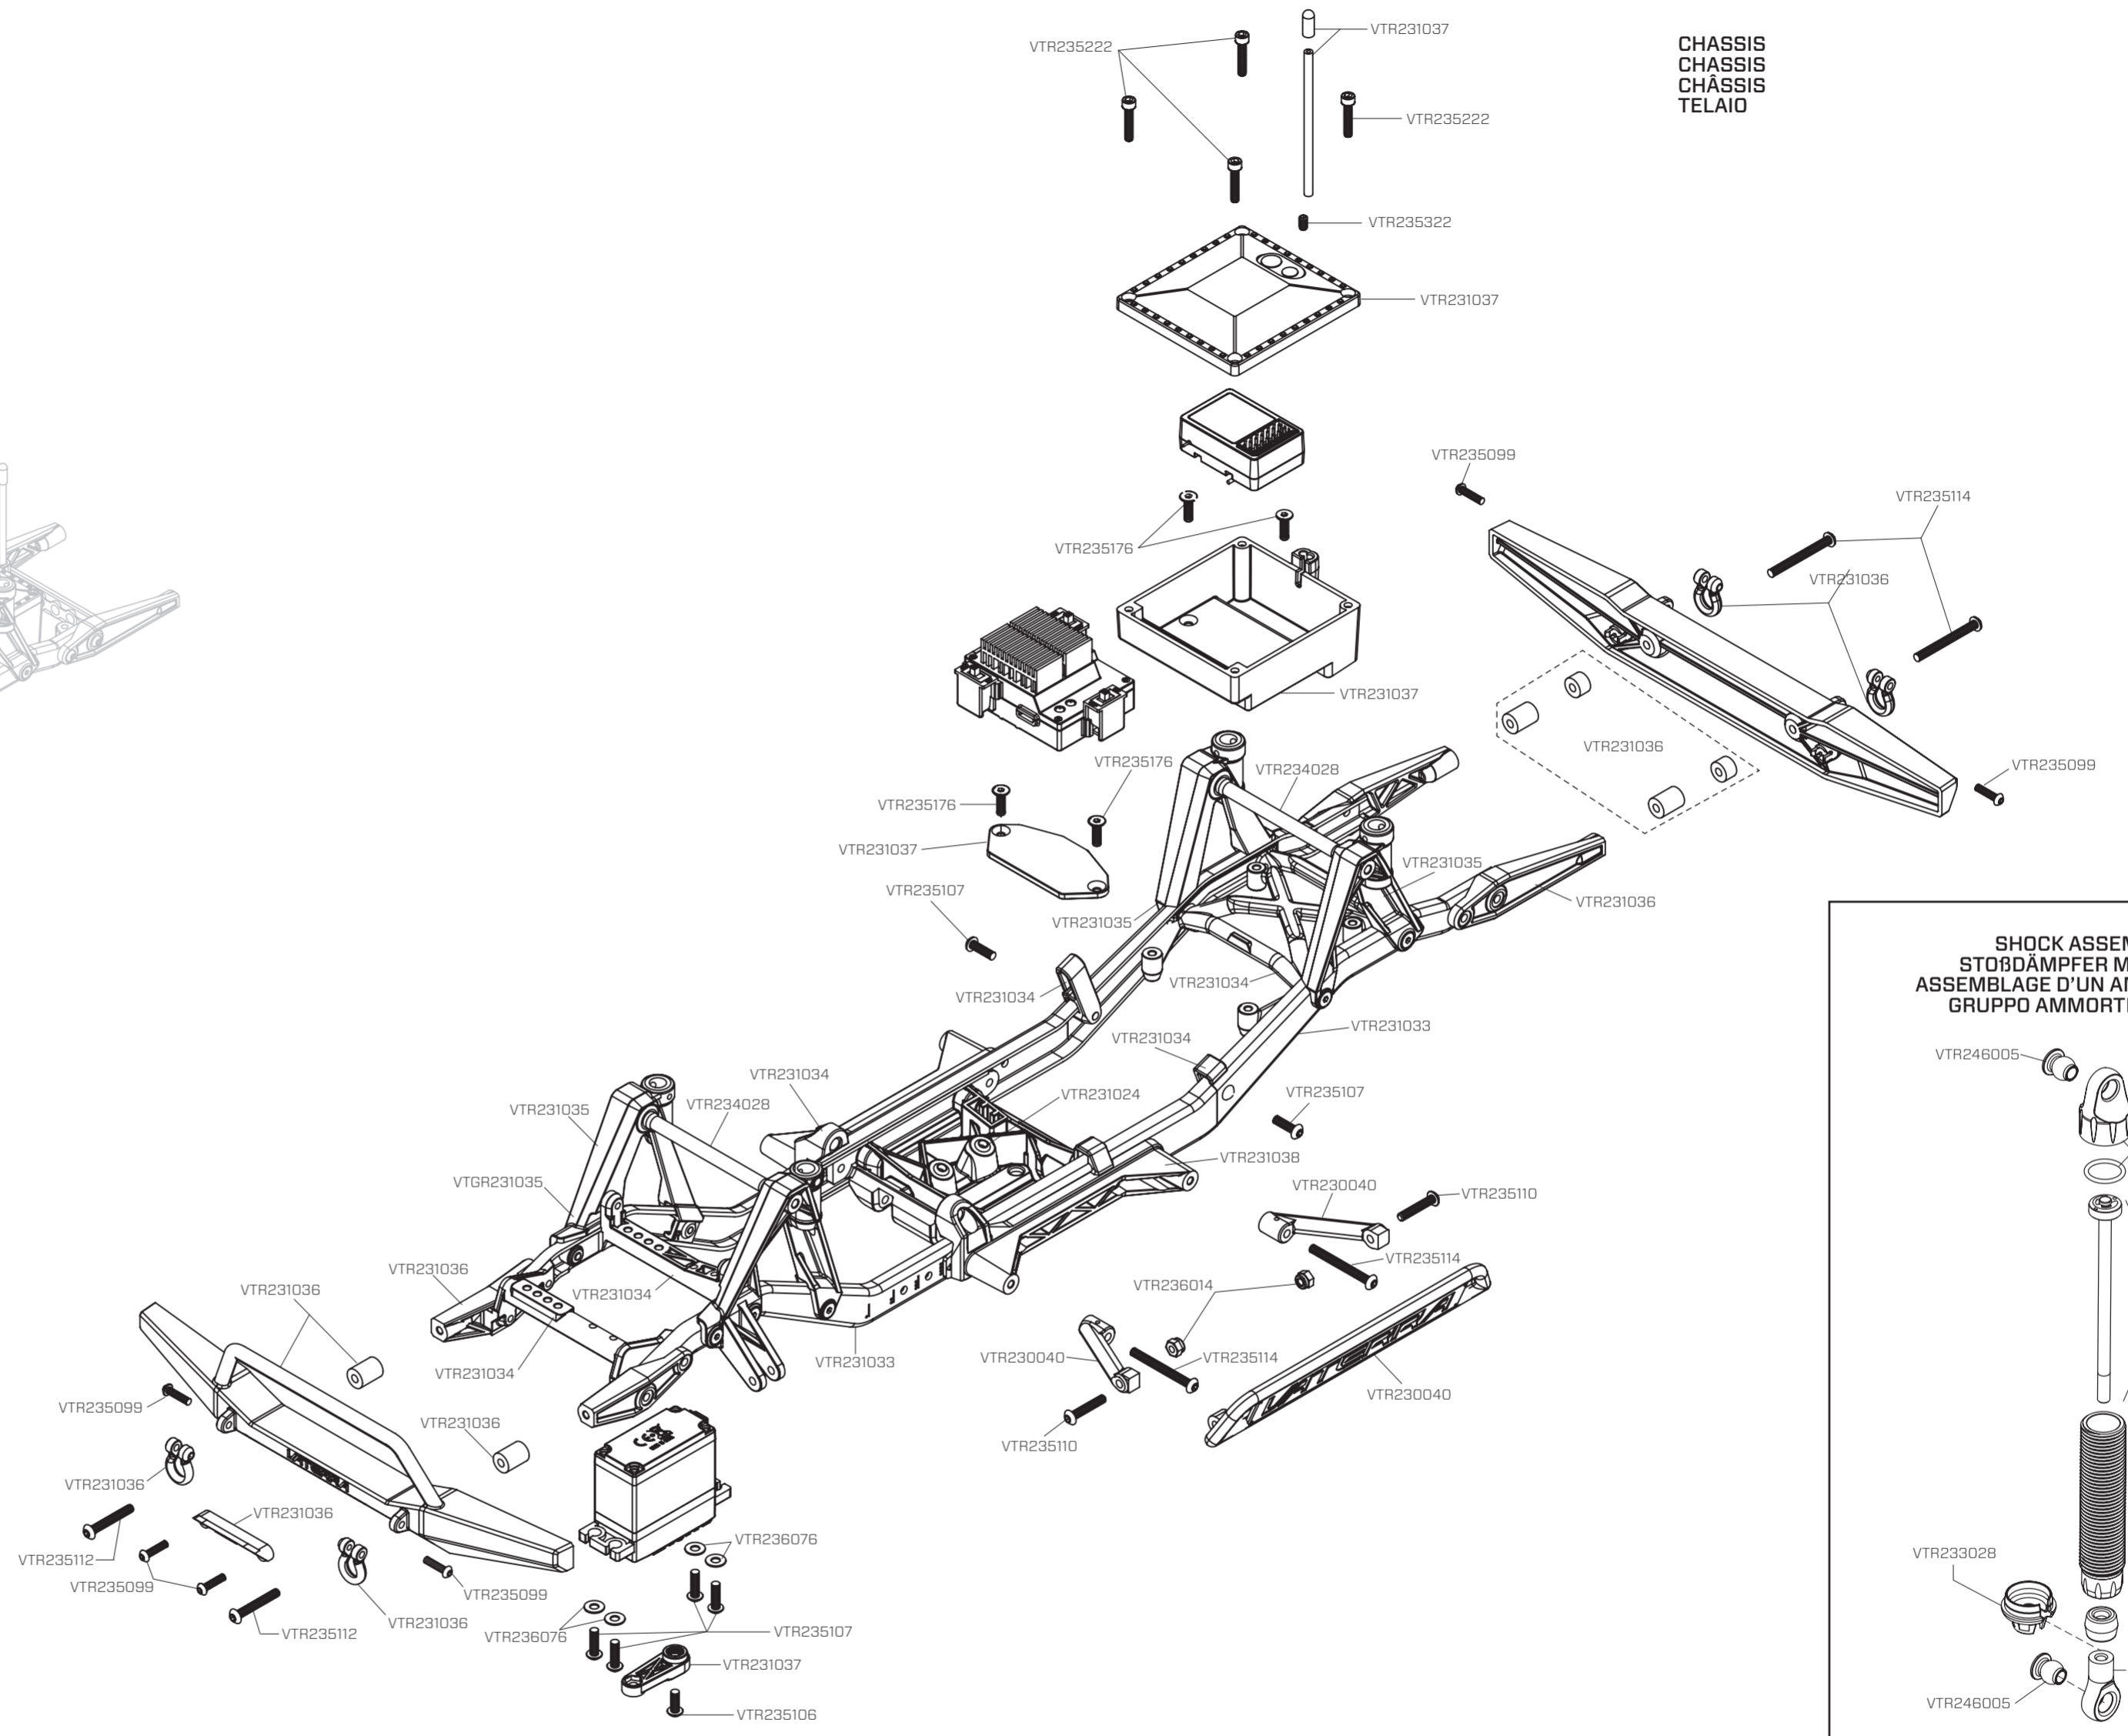 VTR231037
VTR235222
CHASSIS
CHASSIS
CHÂSSIS
TELAIO
VTR235222
VTR235322
VTR231037
VTR235099
VTR235114
VTR235176
VTR231036
VTR231037
VTR231036
VTR235176
VTR234028
VTR235099
VTR235176
VTR231037
VTR231035
VTR235107
VTR231036
VTR231035
SHOCK ASSEM
STOßDÄMPFER M
ASSEMBLAGE D'UN A
GRUPPO AMMORT
VTR231034
VTR231034
VTR231033
VTR231034
VTR246005
VTR231034
VTR231024
VTR235107
VTR231035
VTR234028
VTR231038
VTGR231035
VTR230040
VTR235110
VTR231036
VTR235114
VTR231036
VTR231034
VTR236014
VTR231034
VTR231033
VTR230040
VTR235114
VATERRA
VTR230040
VTR235099
VTR231036
VTR235110
VATERRA
VTR231036
VTR231036
VTR236076
VTR235112
VTR233028
VTR235099
VTR235099
VTR231036
VTR235112
VTR236076
VTR235107
VTR231037
VTR246005
VTR235106